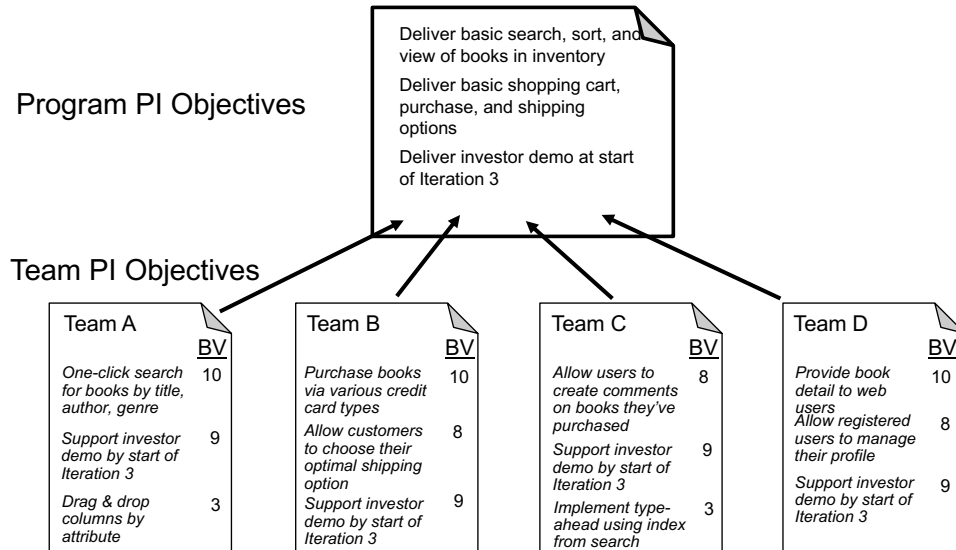 Deliver basic search, sort, and
view of books in inventory
Deliver basic shopping cart,
purchase, and shipping
options
Deliver investor demo at start
of Iteration 3
Program PI Objectives
Team PI Objectives
Team A
BV
One-click search
for books by title,
author, genre
10
Support investor
demo by start of
Iteration 3
9
Drag & drop
columns by
attribute
3
Team B
BV
Purchase books
via various credit
card types
10
Allow customers
to choose their
optimal shipping
option
8
Support investor
demo by start of
Iteration 3
9
Team C
BV
Allow users to
create comments
on books they've
purchased
8
Support investor
demo by start of
Iteration 3
9
Implement type-
ahead using index
from search
3
Team D
BV
Provide book
detail to web
users
10
Allow registered
users to manage
their profile
8
Support investor
demo by start of
Iteration 3
9